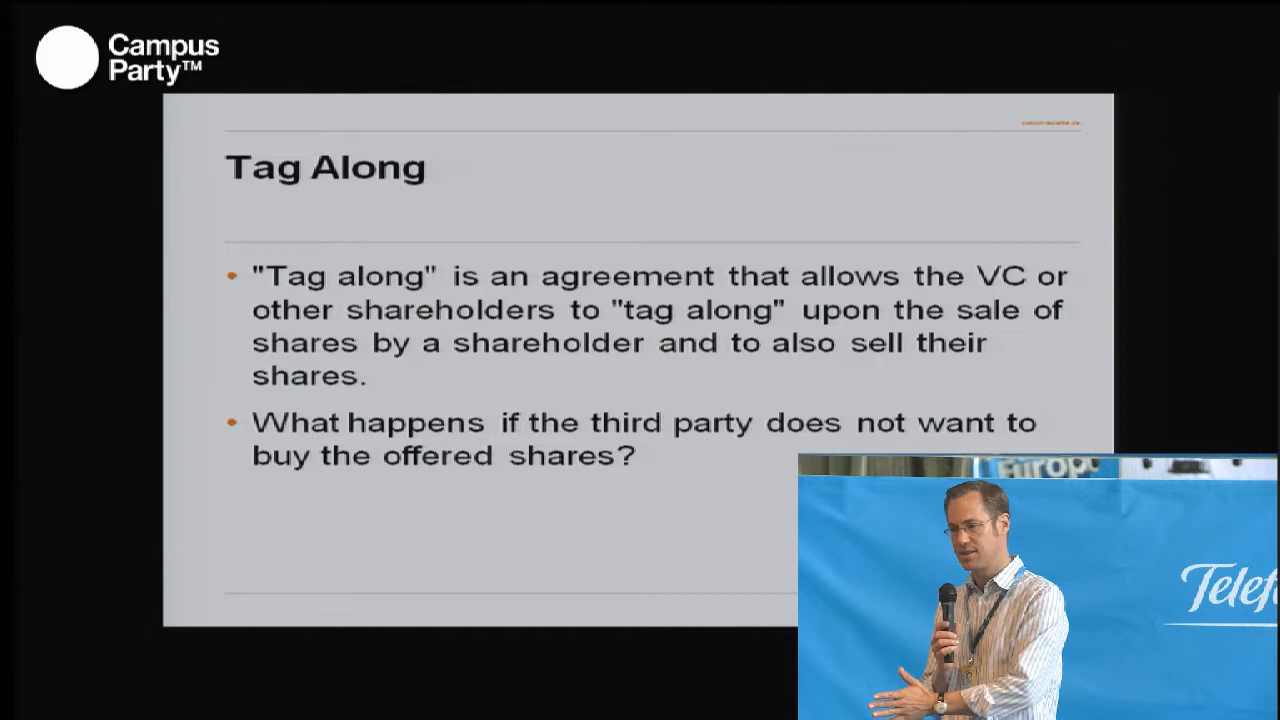 Campus
Party™
Tag Along
• "Tag along" is an agreement that allows the VC or
other shareholders to "tag along" upon the sale of
shares by a shareholder and to also sell their
shares.
• What happens if the third party does not want to
buy the offered shares?
Europe
Telef